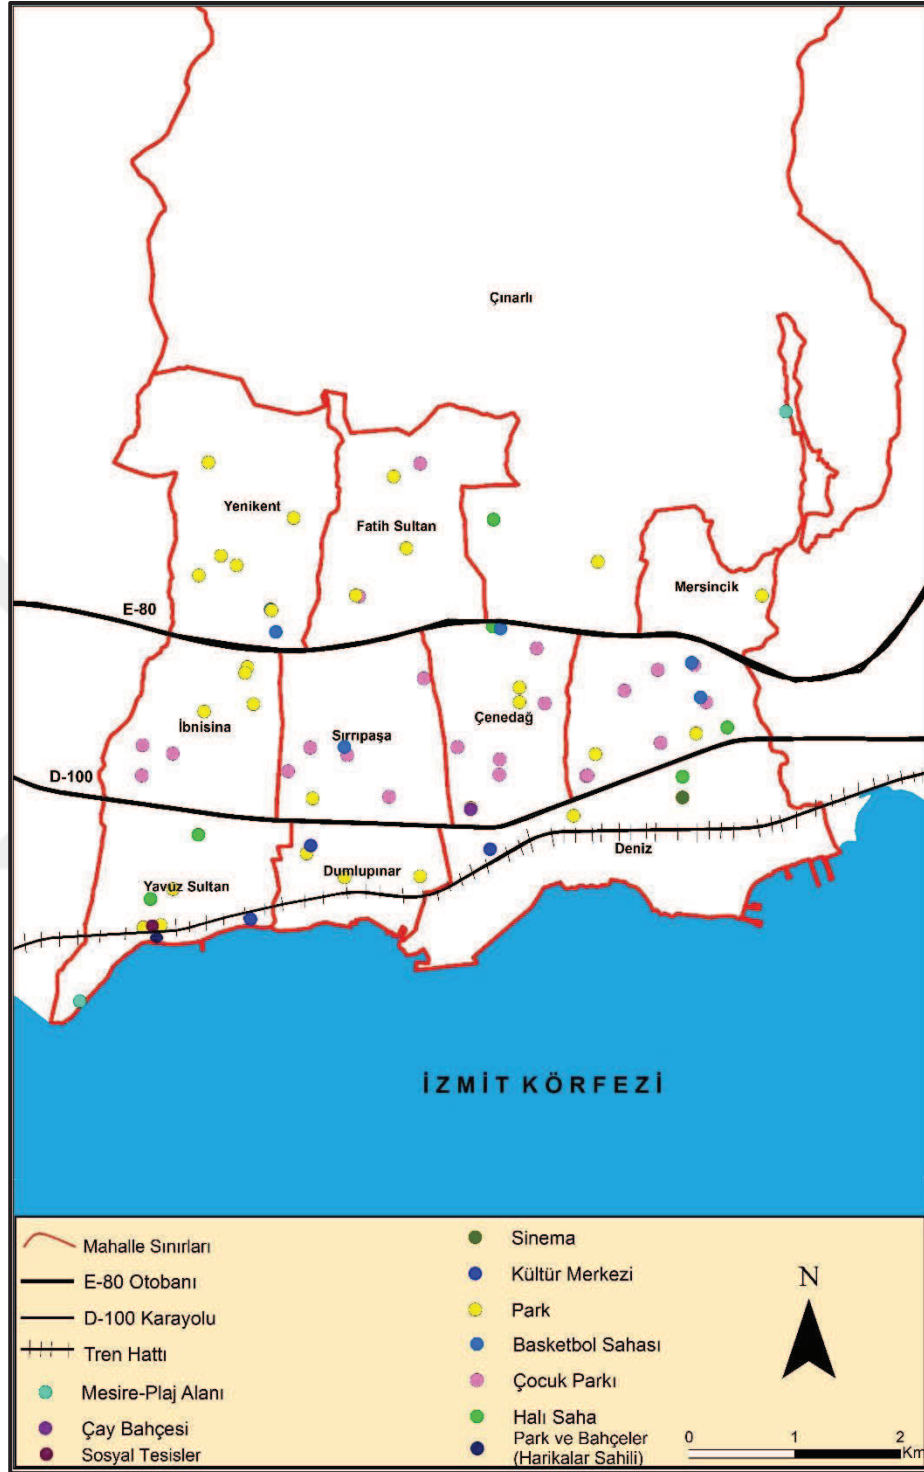 Çınarlı
Yenikent
Fatih Sultan
Mersincik
E-80
İbnisina
Sırrıpaşa
Çenedağ
D-100
Deniz
Dumlupınar
Yavuz Sultan
İZMİT KÖRFEZİ
Mahalle Sınırları
E-80 Otobanı
D-100 Karayolu
Tren Hattı
Mesire-Plaj Alanı
Çay Bahçesi
Sosyal Tesisler
Sinema
Kültür Merkezi
Park
Basketbol Sahası
Çocuk Parkı
Halı Saha
Park ve Bahçeler
(Harikalar Sahili)
N
0 1 2
Km